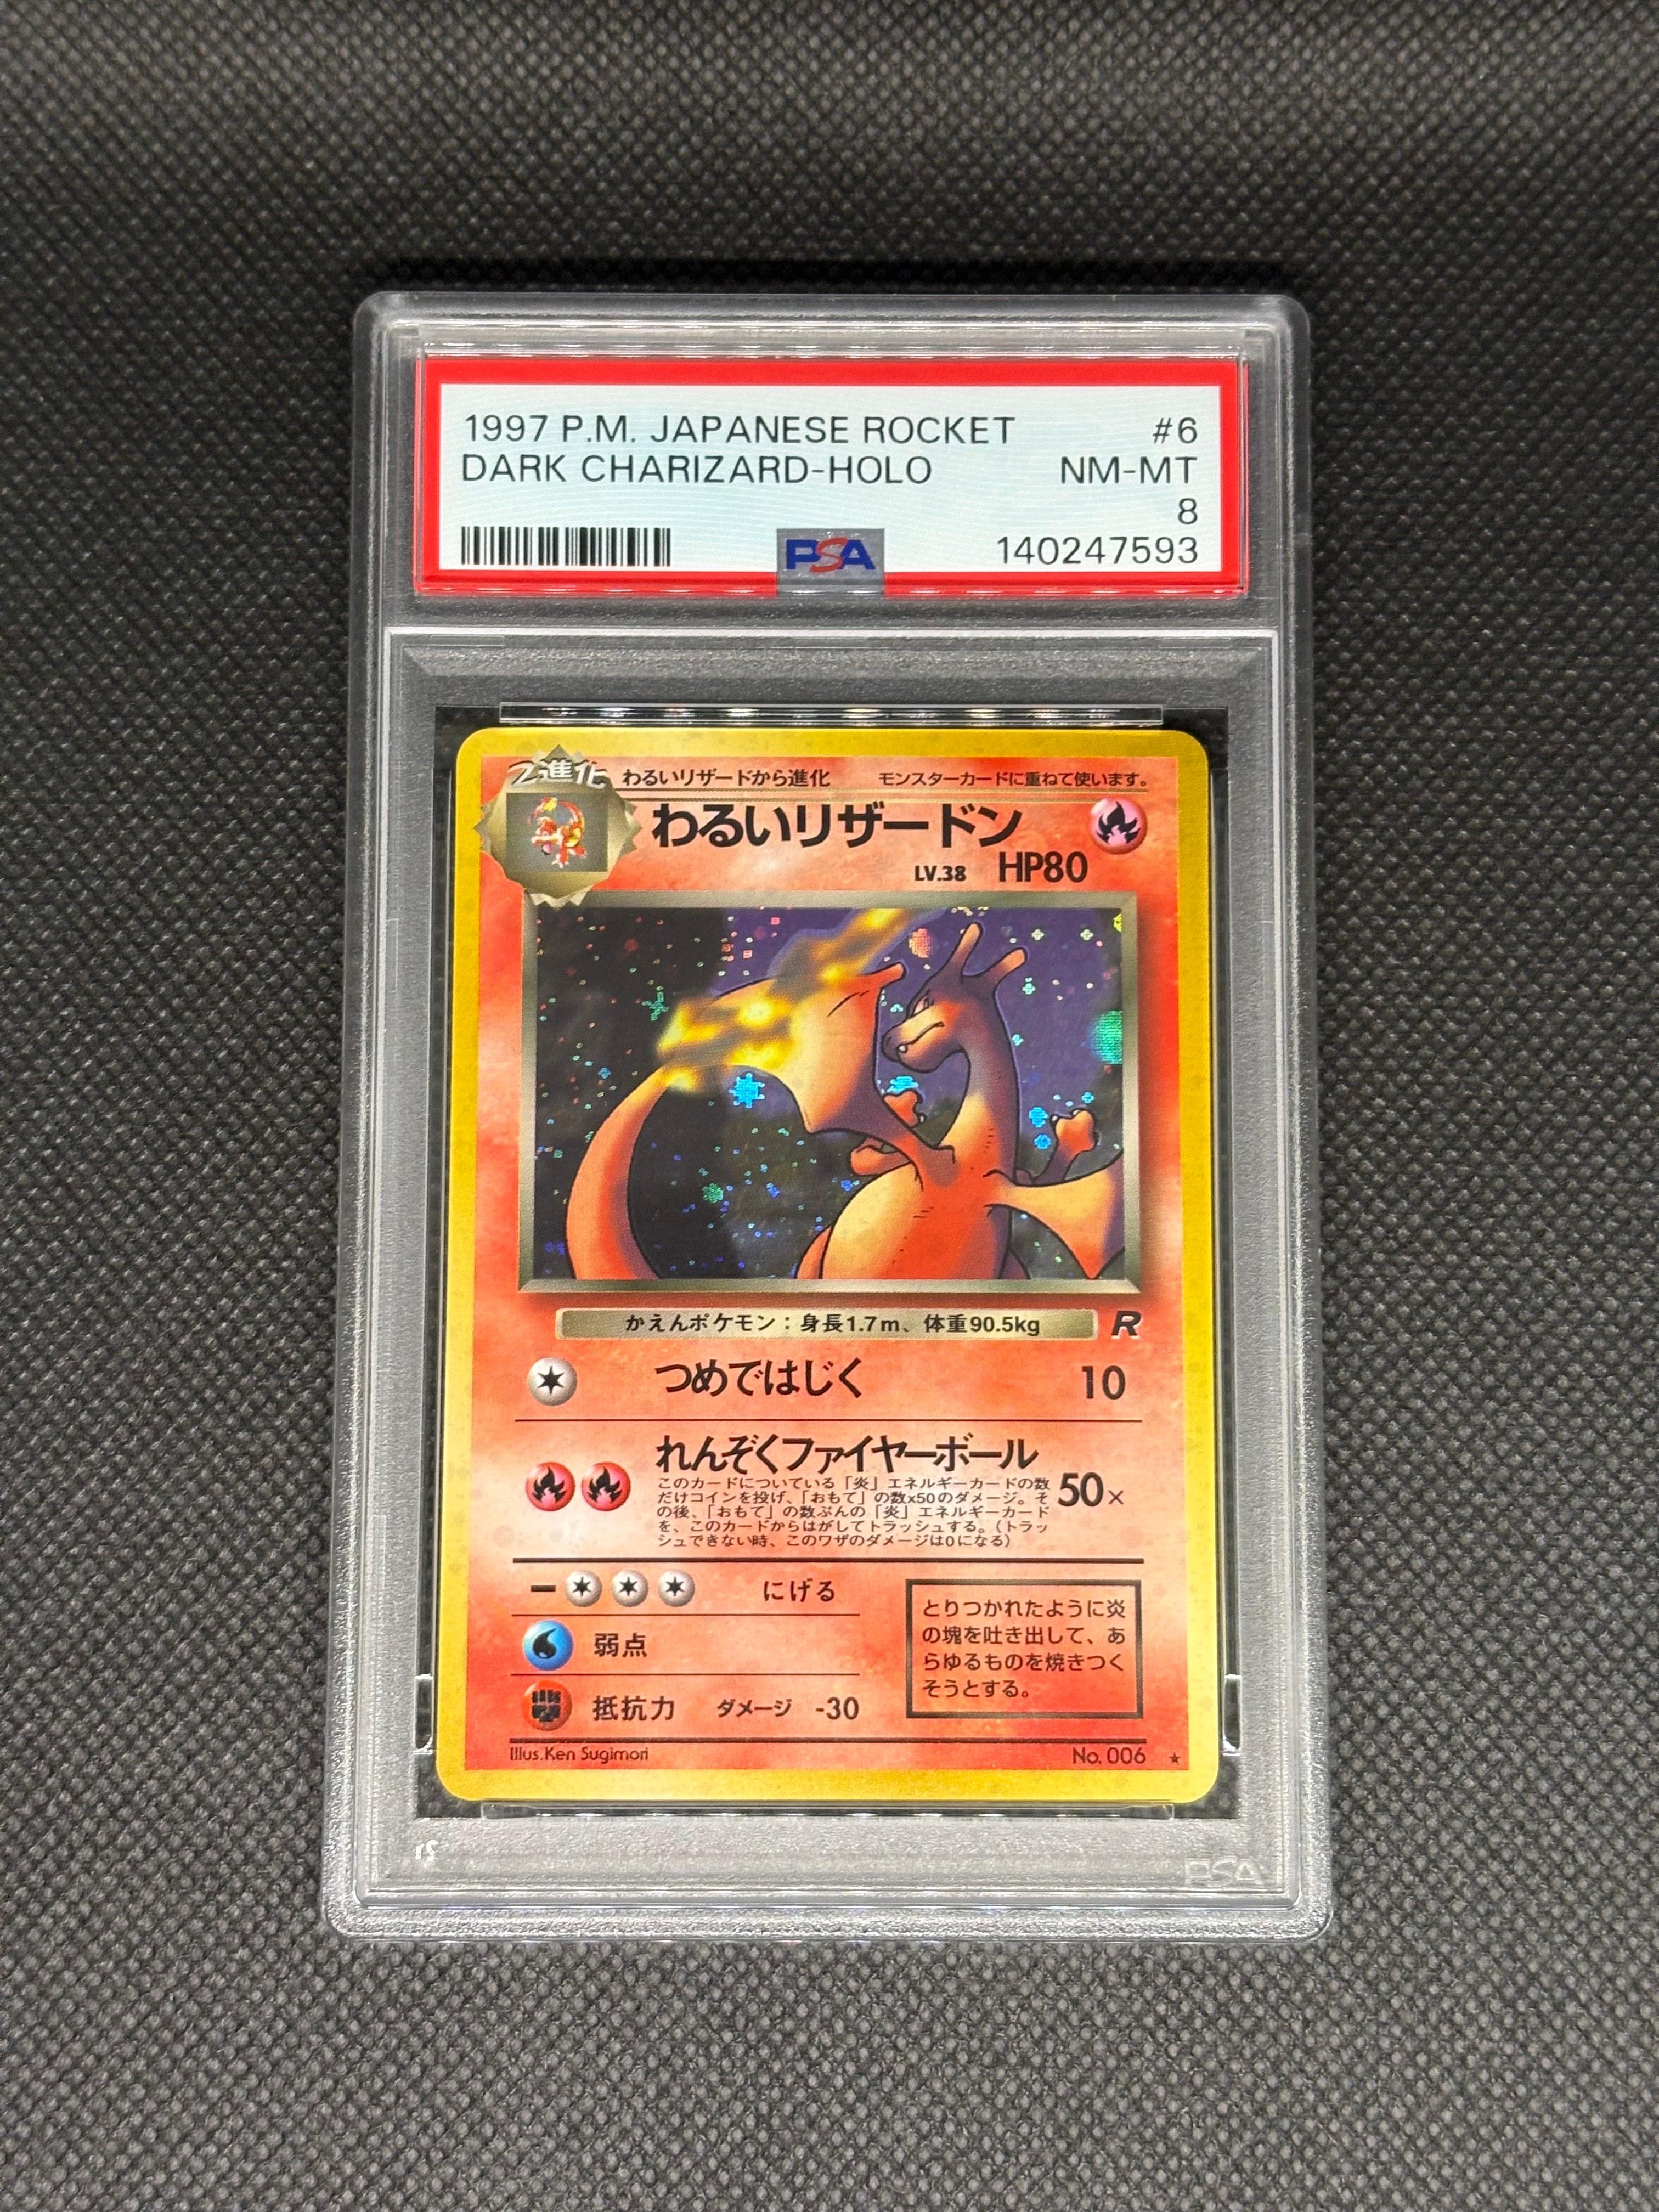 1997 P.M. JAPANESE ROCKET #6
DARK CHARIZARD-HOLO NM-MT
8
PSA 140247593
2進化 わるいリザードから進化 モンスターカードに重ねて使います。
わるいリザードン
LV.38 HP80
かえんポケモン：身長1.7m、体重90.5kg R
つめではじく 10
れんぞくファイヤーボール
このカードについている「炎」エネルギーカードの数
だけコインを投げ、「おもて」の数x50のダメージ。そ
の後、「おもて」の数ぶんの「炎」エネルギーカード
を、このカードからはがしてトラッシュする。（トラッ
シュできない時、このワザのダメージは0になる）
50×
にげる
弱点
抵抗力 ダメージ -30
とりつかれたように炎
の塊を吐き出して、あ
らゆるものを焼きつく
そうとする。
Illus.Ken Sugimori No. 006 ★
PSA